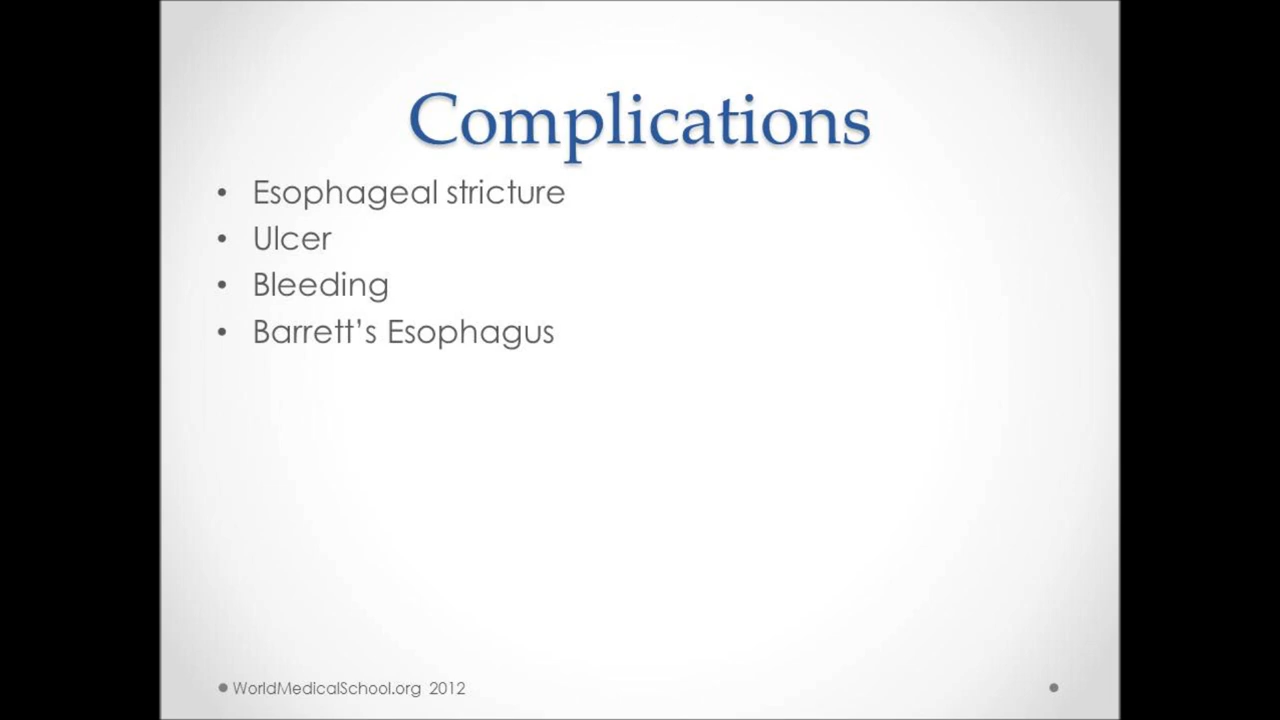 Complications
• Esophageal stricture
• Ulcer
• Bleeding
• Barrett’s Esophagus
WorldMedicalSchool.org 2012